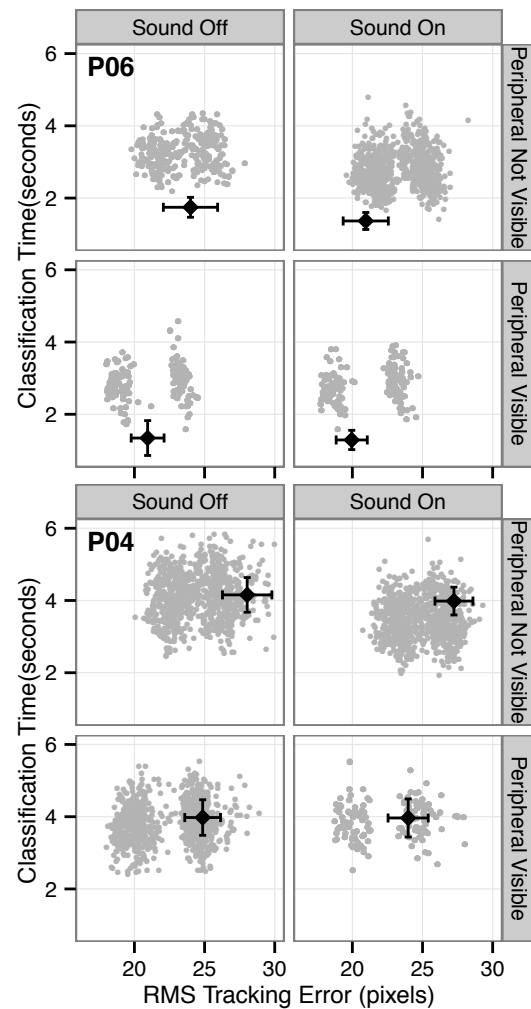 Sound Off
Sound On
P06
6
4
2
Peripheral Not Visible
6
4
2
Peripheral Visible
Classification Time(seconds)
Sound Off
Sound On
P04
6
4
2
Peripheral Not Visible
6
4
2
Peripheral Visible
Classification Time(seconds)
20
25
30
20
25
30
RMS Tracking Error (pixels)